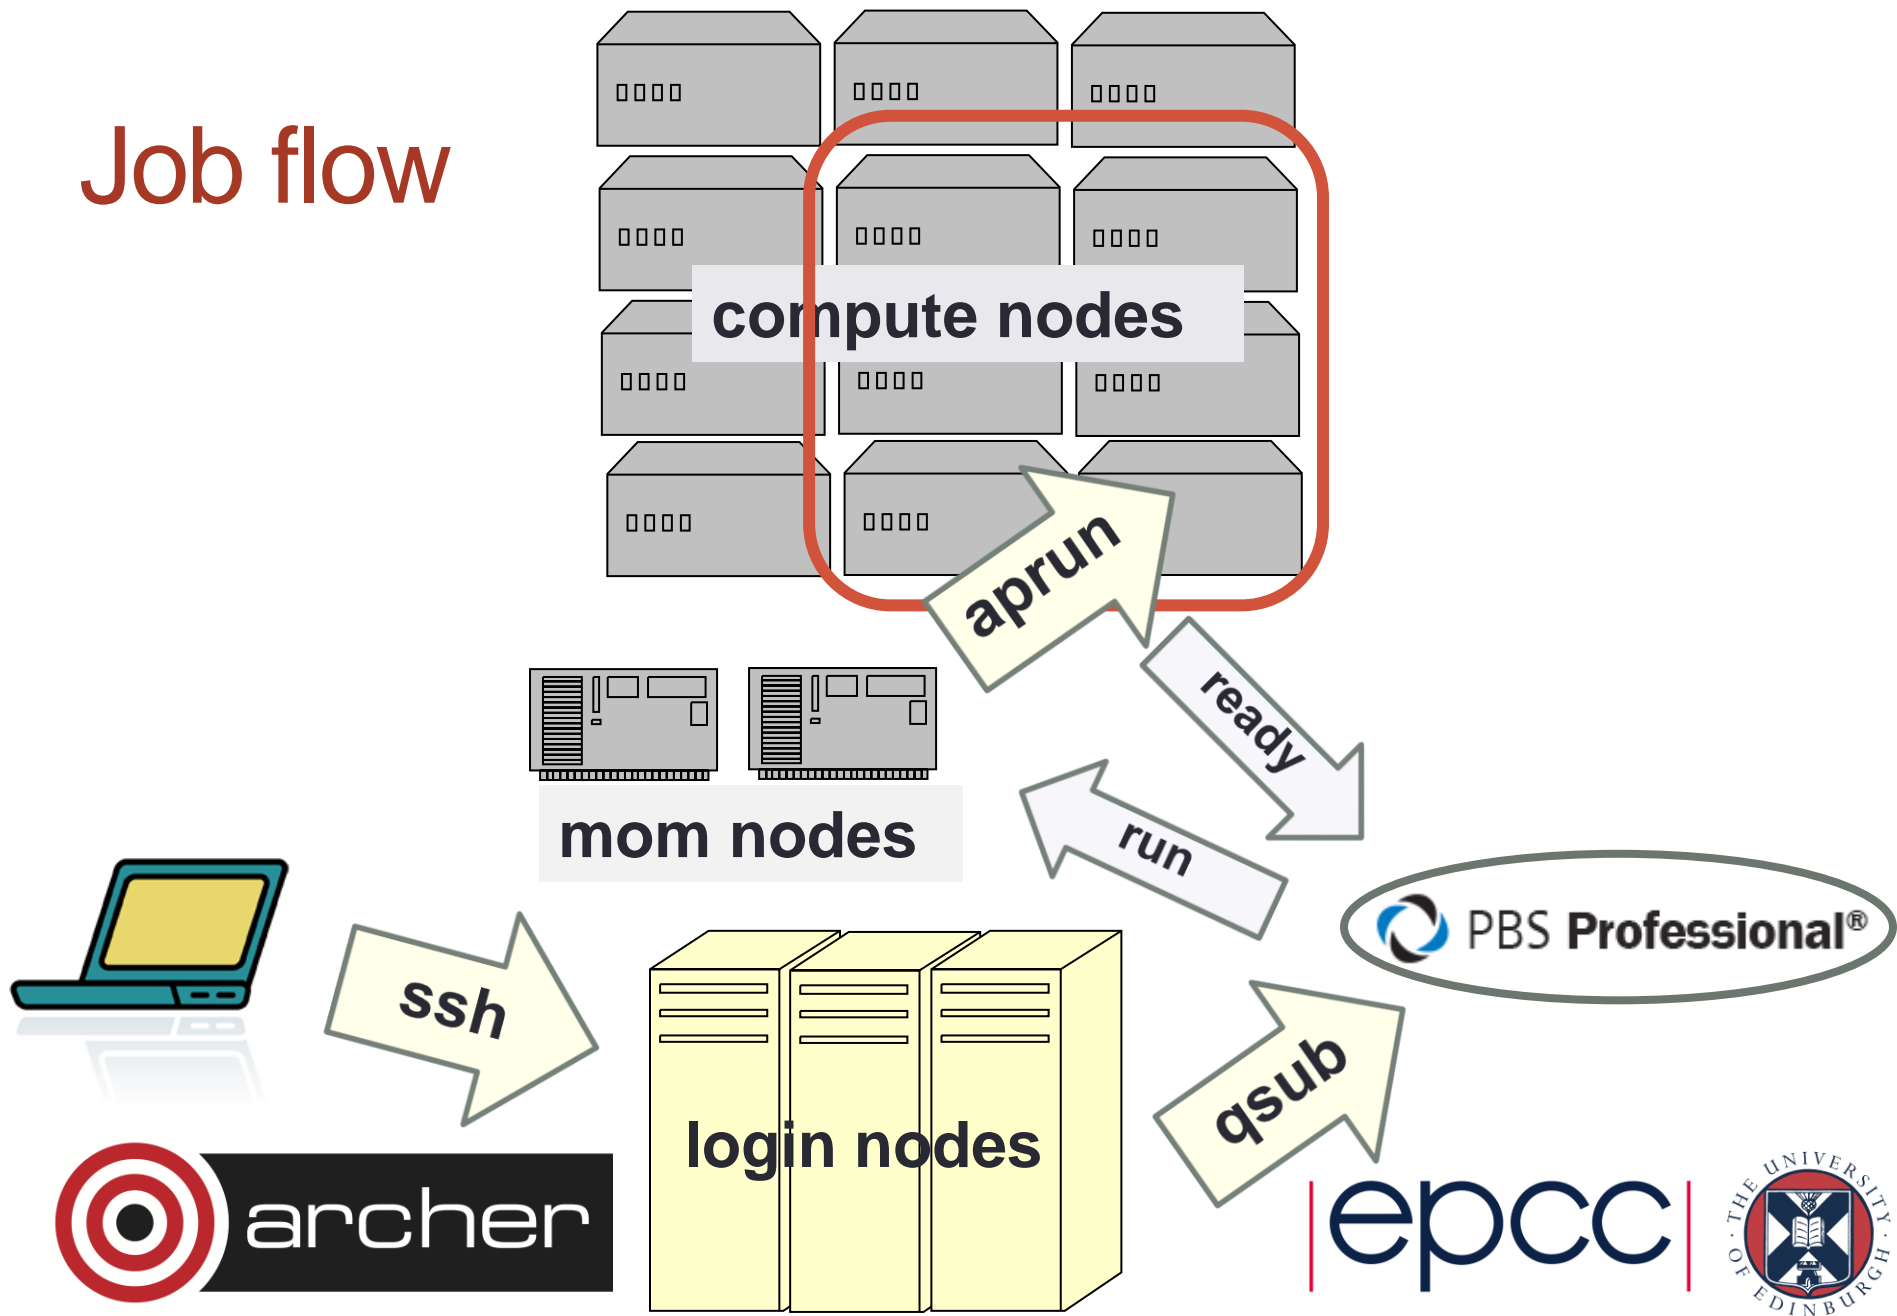 Job flow
compute nodes
aprun
ready
mom nodes
run
PBS Professional®
ssh
qsub
login nodes
archer
|epcc|
THE UNIVERSITY OF EDINBURGH